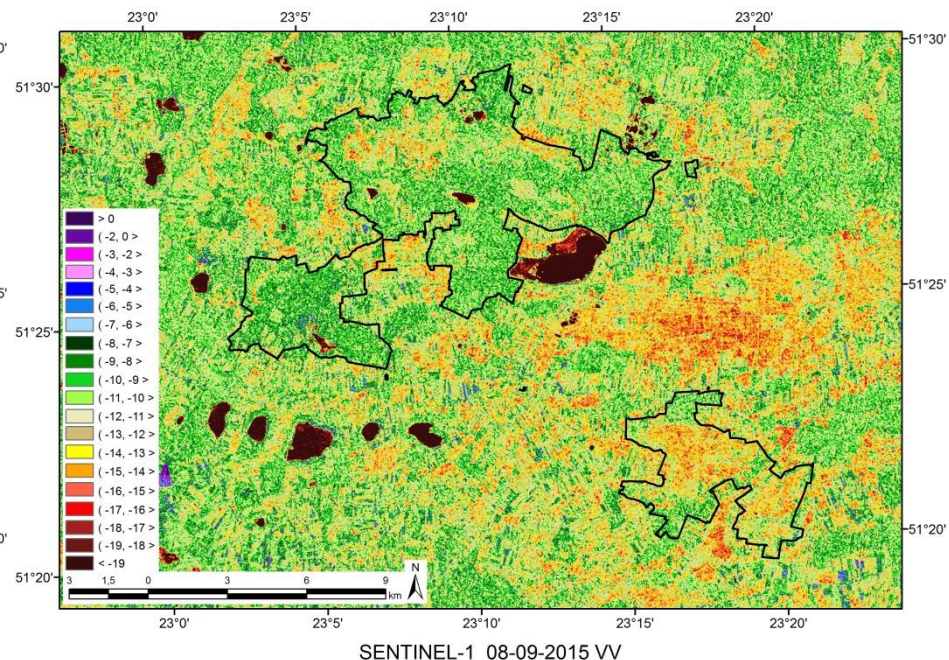 23°0' 23°5' 23°10' 23°15' 23°20'
0' 51°30'
51°30'
> 0
( -2, 0 >
( -3, -2 >
( -4, -3 >
( -5, -4 >
( -6, -5 >
( -7, -6 >
( -8, -7 >
( -9, -8 >
( -10, -9 >
( -11, -10 >
( -12, -11 >
( -13, -12 >
( -14, -13 >
( -15, -14 >
( -16, -15 >
( -17, -16 >
( -18, -17 >
( -19, -18 >
< -19
5' 51°25'
51°25'
0' 51°20'
51°20'
N
3 1,5 0 3 6 9
km
23°0' 23°5' 23°10' 23°15' 23°20'
SENTINEL-1 08-09-2015 VV